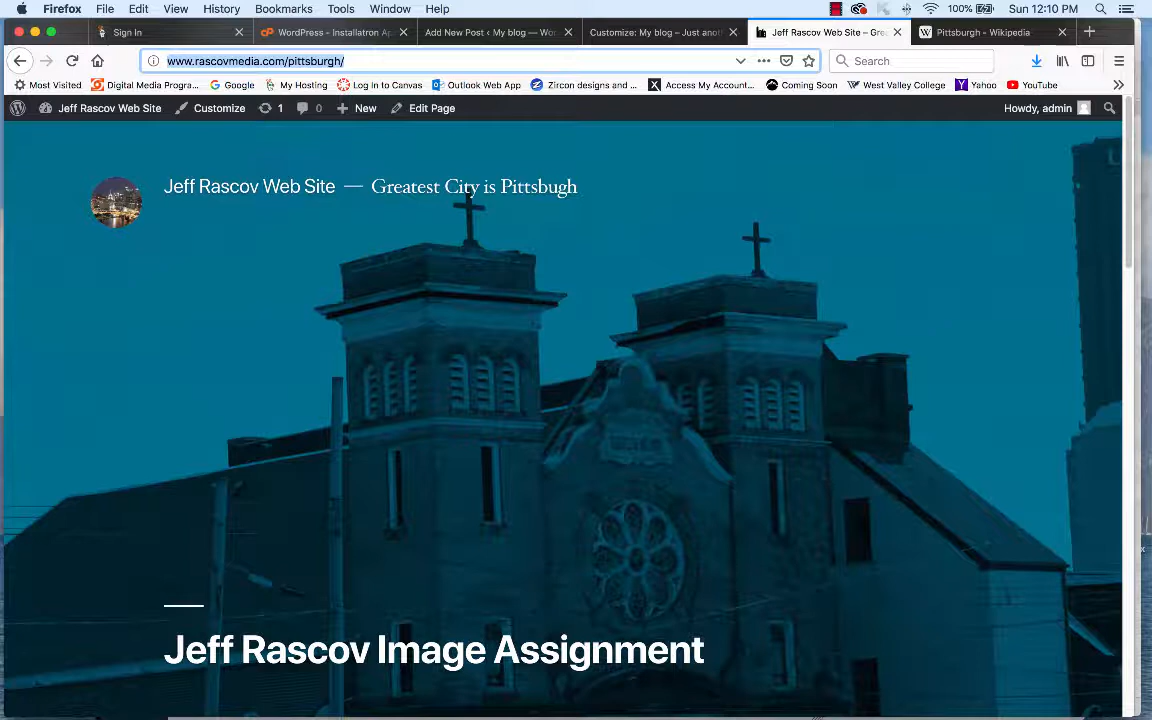 Firefox File Edit View History Bookmarks Tools Window Help 100% Sun 12:10 PM
Sign In WordPress - Installatron Ap Add New Post ‹ My blog — Wor Customize: My blog – Just anot Jeff Rascov Web Site – Grea Pittsburgh - Wikipedia
www.rascovmedia.com/pittsburgh/ Search
Most Visited Digital Media Progra... Google My Hosting Log In to Canvas Outlook Web App Zircon designs and ... Access My Account... Coming Soon West Valley College Yahoo YouTube
Jeff Rascov Web Site Customize 1 0 New Edit Page Howdy, admin
Jeff Rascov Web Site — Greatest City is Pittsbugh
Jeff Rascov Image Assignment